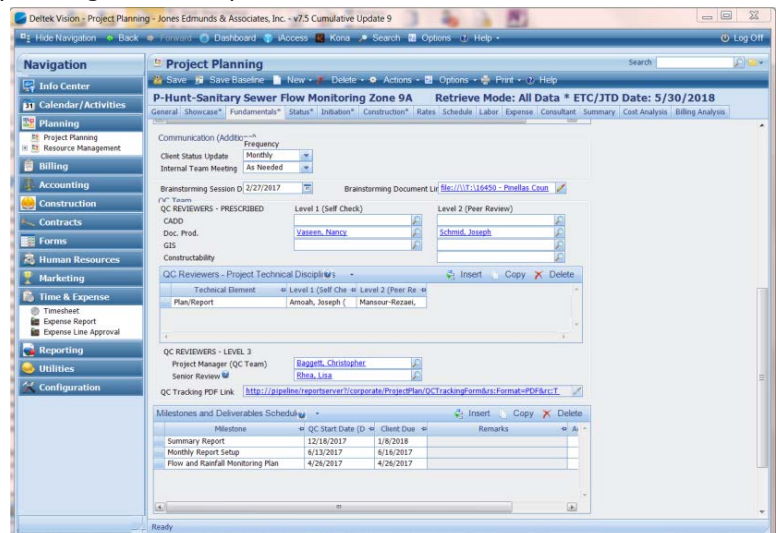 Deltek Vision - Project Planning - Jones Edmunds & Associates, Inc. - v7.5 Cumulative Update 9
Hide Navigation Back Forward Dashboard iAccess Kona Search Options Help Log Off
Navigation
Info Center
Calendar/Activities
Planning
Project Planning
Resource Management
Billing
Accounting
Construction
Contracts
Forms
Human Resources
Marketing
Time & Expense
Timesheet
Expense Report
Expense Line Approval
Reporting
Utilities
Configuration
Project Planning Search
Save Save Baseline New Delete Actions Options Print Help
P-Hunt-Sanitary Sewer Flow Monitoring Zone 9A Retrieve Mode: All Data * ETC/JTD Date: 5/30/2018
General Showcase* Fundamentals* Status* Initiation* Construction* Rates Schedule Labor Expense Consultant Summary Cost Analysis Billing Analysis
Communication (Addition
Frequency
Client Status Update Monthly
Internal Team Meeting As Needed
Brainstorming Session D 2/27/2017 Brainstorming Document Lin file://\\T:\16450 - Pinellas Coun
QC Team
QC REVIEWERS - PRESCRIBED Level 1 (Self Check) Level 2 (Peer Review)
CADD
Doc. Prod. Vaseen, Nancy Schmid, Joseph
GIS
Constructability
QC Reviewers - Project Technical Disciplines Insert Copy Delete
Technical Element Level 1 (Self Che Level 2 (Peer Re
Plan/Report Amoah, Joseph ( Mansour-Rezaei,
QC REVIEWERS - LEVEL 3
Project Manager (QC Team) Baggett, Christopher
Senior Review Rhea, Lisa
QC Tracking PDF Link http://pipeline/reportserver?/corporate/ProjectPlan/QCTrackingForm&rs:Format=PDF&rc:T
Milestones and Deliverables Schedule Insert Copy Delete
Milestone QC Start Date (D Client Due Remarks A
Summary Report 12/18/2017 1/8/2018
Monthly Report Setup 6/13/2017 6/16/2017
Flow and Rainfall Monitoring Plan 4/26/2017 4/26/2017
Ready